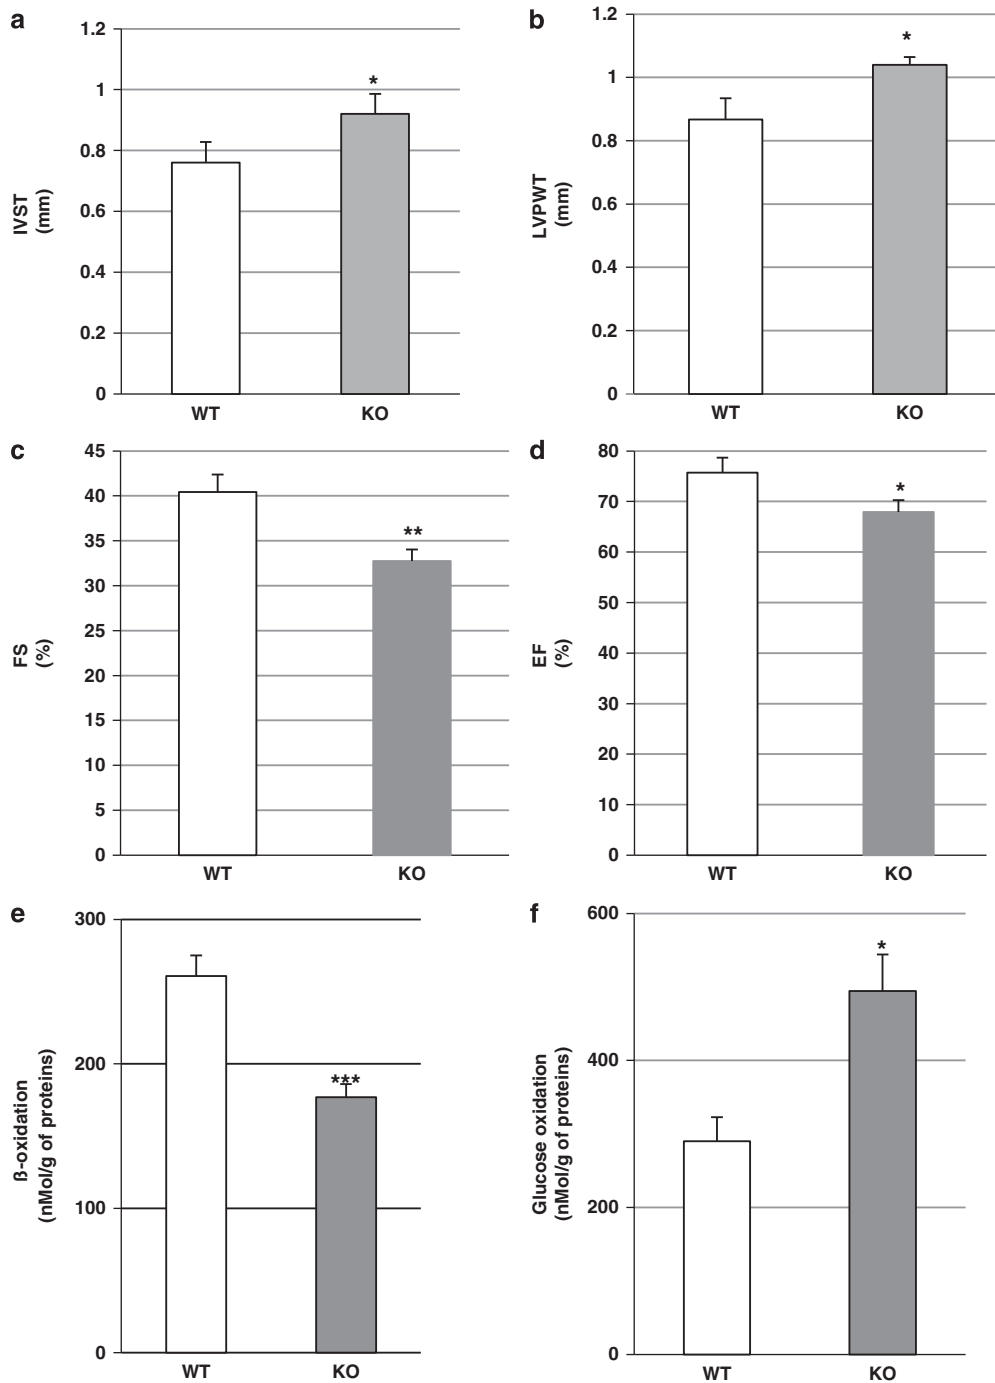 a
1.2
1
0.8
0.6
0.4
0.2
0
IVST
(mm)
*
WT KO
b
1.2
1
0.8
0.6
0.4
0.2
0
LVPWT
(mm)
*
WT KO
c
45
40
35
30
25
20
15
10
5
0
FS
(%)
**
WT KO
d
80
70
60
50
40
30
20
10
0
EF
(%)
*
WT KO
e
300
200
100
0
ß-oxidation
(nMol/g of proteins)
***
WT KO
f
600
400
200
0
Glucose oxidation
(nMol/g of proteins)
*
WT KO